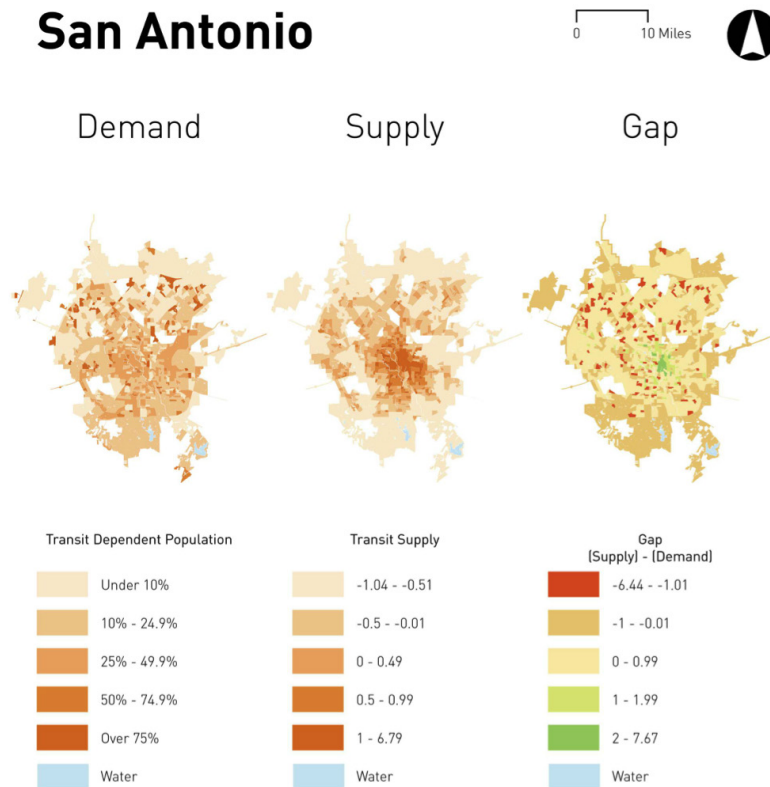 San Antonio
0 10 Miles
Demand
Supply
Gap
Transit Dependent Population
Under 10%
10% - 24.9%
25% - 49.9%
50% - 74.9%
Over 75%
Water
Transit Supply
-1.04 - -0.51
-0.5 - -0.01
0 - 0.49
0.5 - 0.99
1 - 6.79
Water
Gap
(Supply) - (Demand)
-6.44 - -1.01
-1 - -0.01
0 - 0.99
1 - 1.99
2 - 7.67
Water